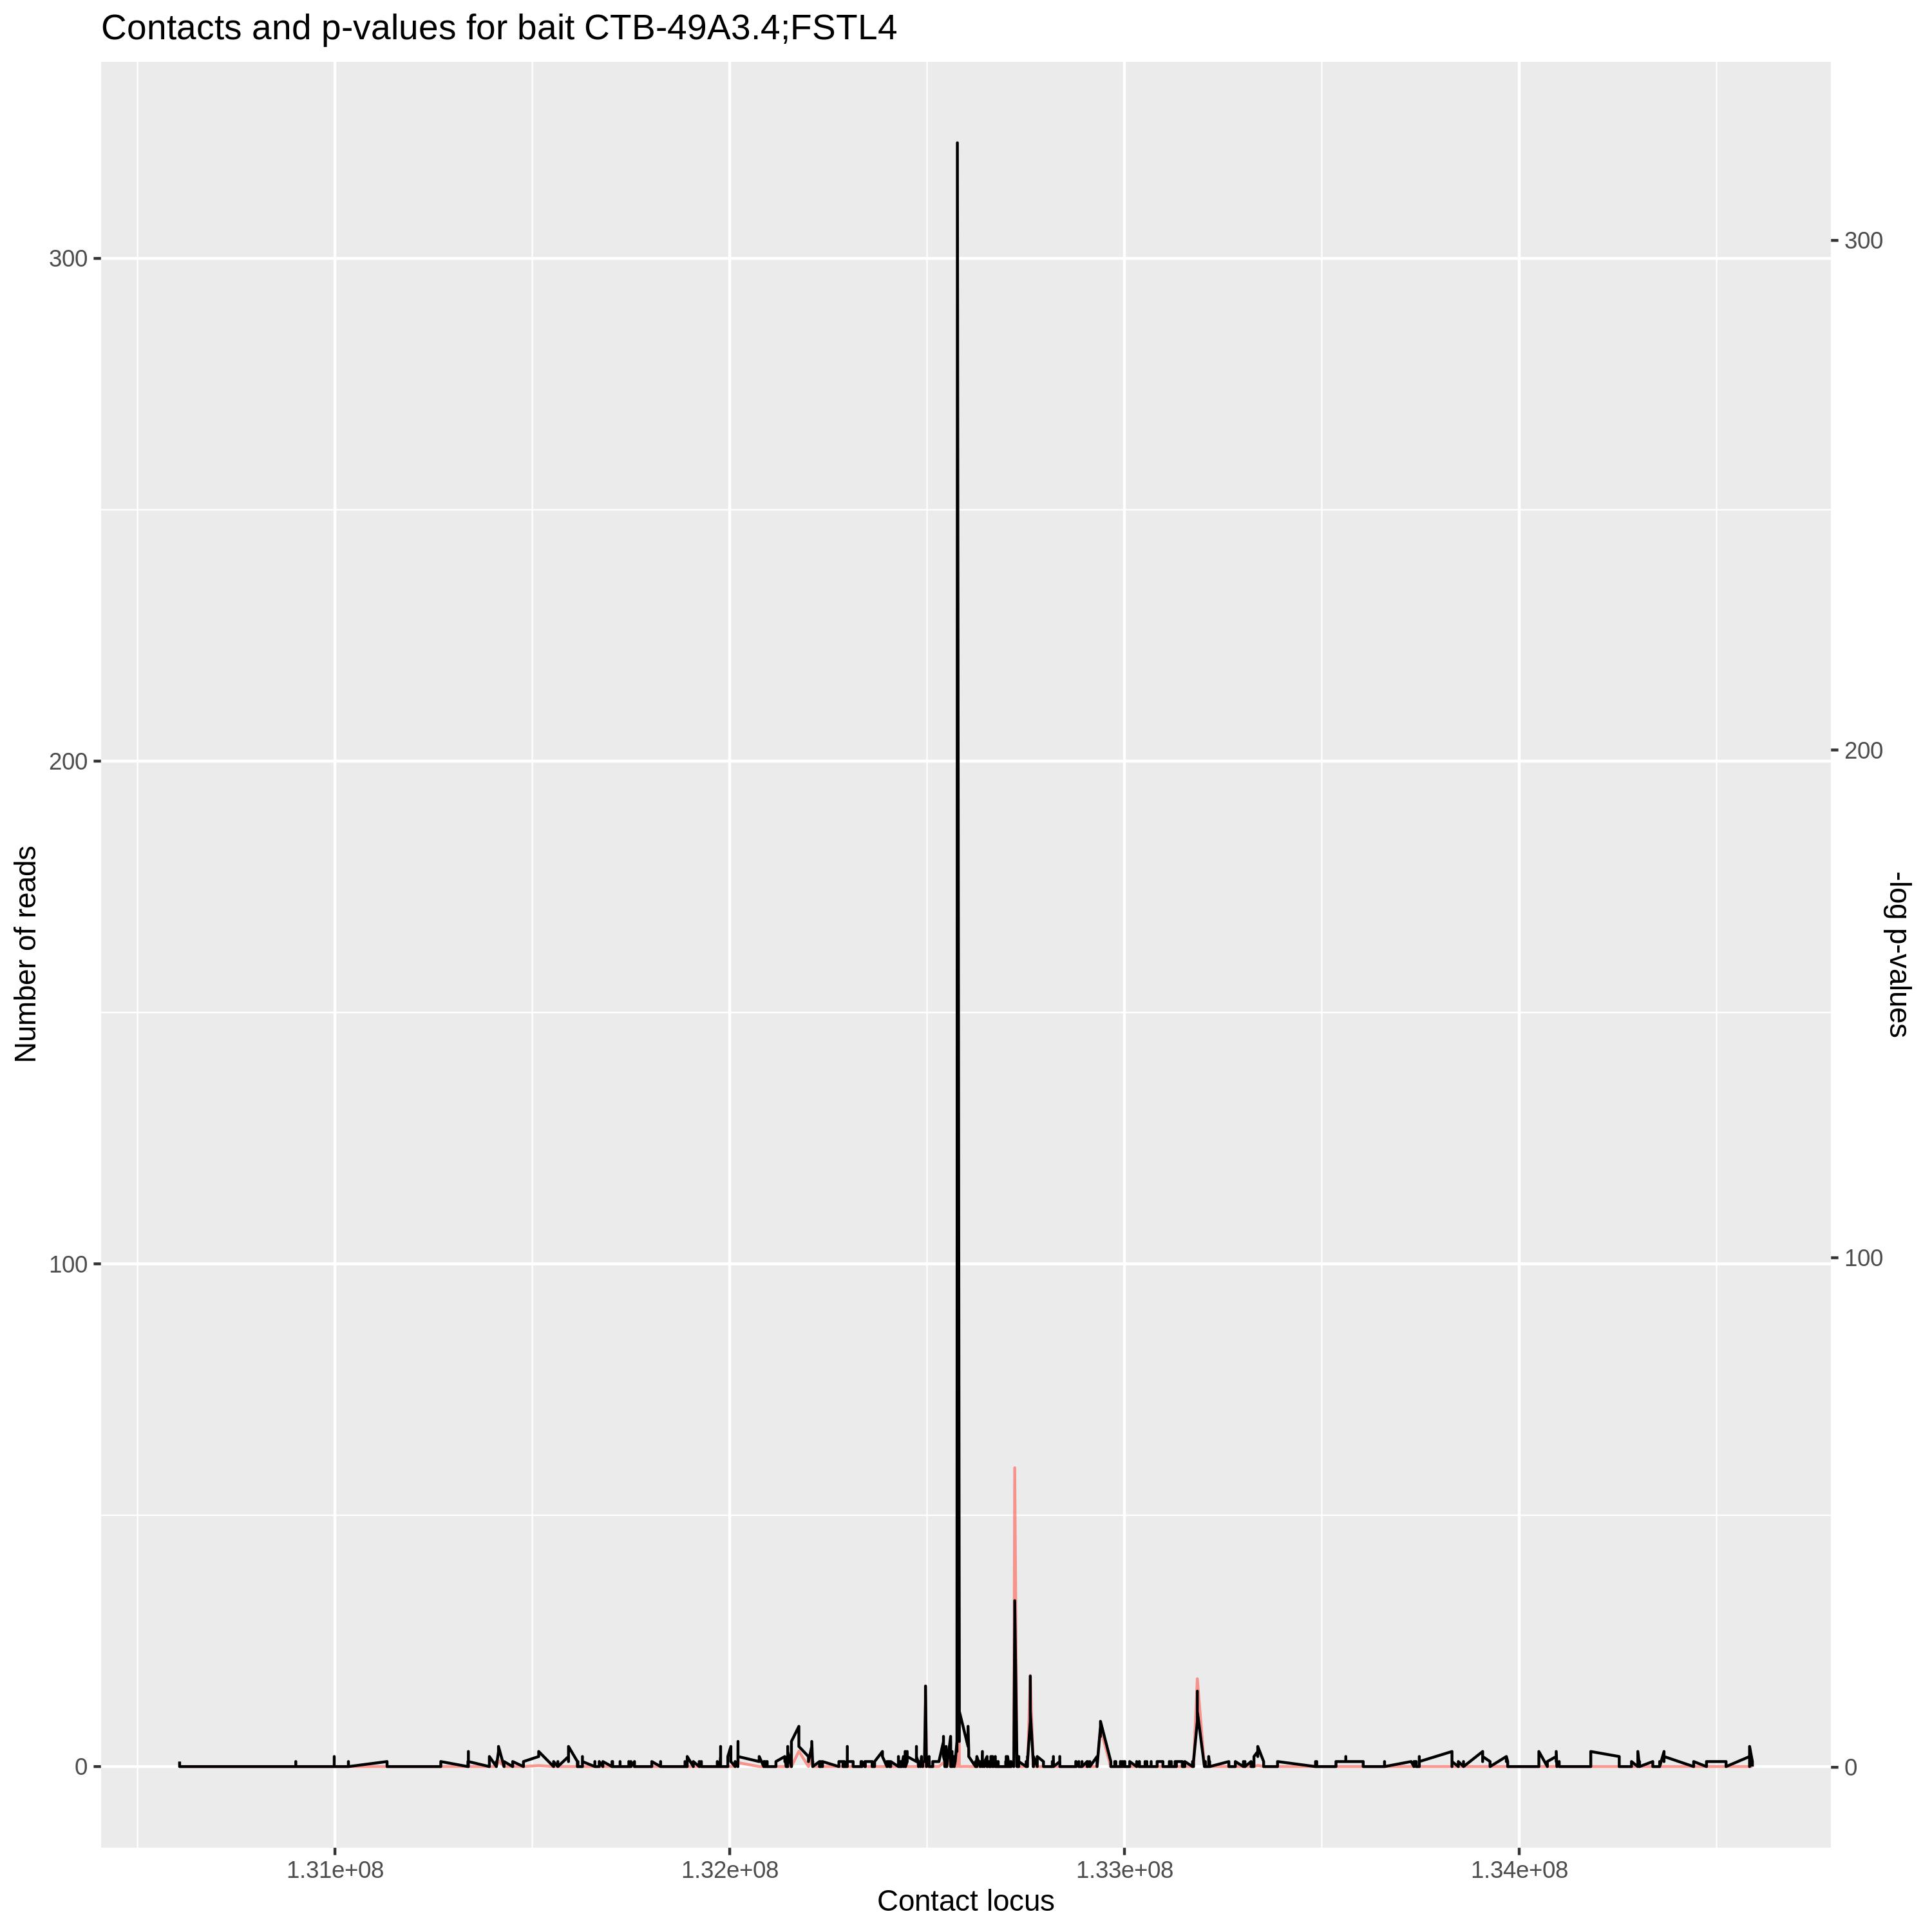 Contacts and p-values for bait CTB-49A3.4;FSTL4
300
200
100
0
Number of reads
300
200
100
0
-log p-values
1.31e+08 1.32e+08 1.33e+08 1.34e+08
Contact locus